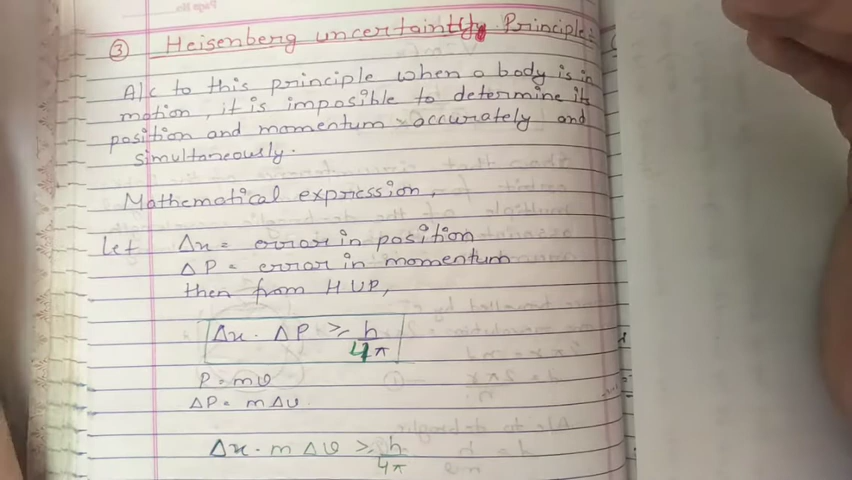 ③ Heisenberg uncertainity Principle :
A/c to this principle when a body is in
motion, it is imposible to determine its
position and momentum accurately and
simultaneously.
Mathematical expression,
Let Δx = error in position
ΔP = error in momentum
then from HUP,
Δx . ΔP ≥ h/4π
P = mv
ΔP = mΔv
Δx . m Δv ≥ h/4π